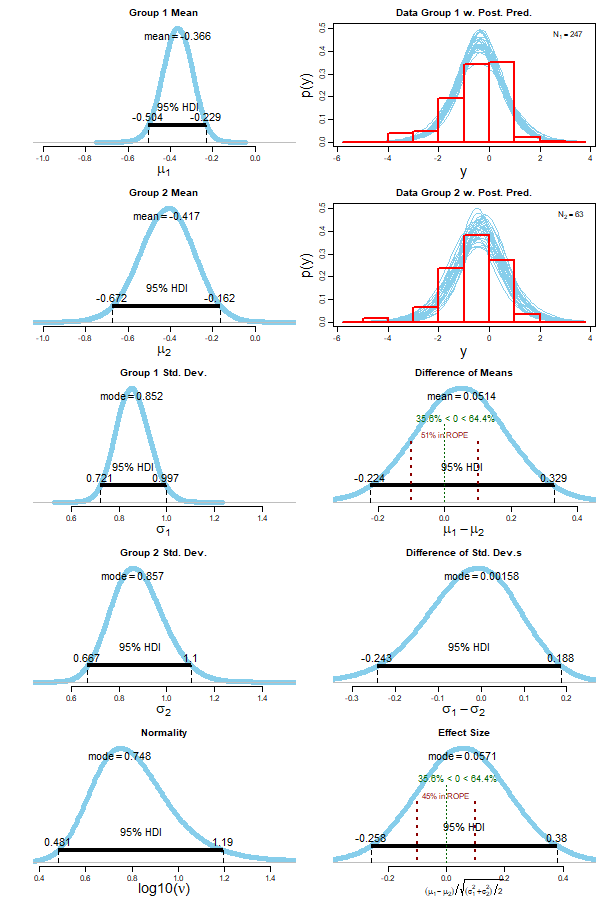 Group 1 Mean
mean = -0.366
95% HDI
-0.504 -0.229
-1.0 -0.8 -0.6 -0.4 -0.2 0.0
μ1
Data Group 1 w. Post. Pred.
N1 = 247
p(y)
0.0 0.1 0.2 0.3 0.4 0.5
-6 -4 -2 0 2 4
y
Group 2 Mean
mean = -0.417
95% HDI
-0.672 -0.162
-1.0 -0.8 -0.6 -0.4 -0.2 0.0
μ2
Data Group 2 w. Post. Pred.
N2 = 63
p(y)
0.0 0.1 0.2 0.3 0.4 0.5
-6 -4 -2 0 2 4
y
Group 1 Std. Dev.
mode = 0.852
95% HDI
0.721 0.997
0.6 0.8 1.0 1.2 1.4
σ1
Difference of Means
mean = 0.0514
35.6% < 0 < 64.4%
51% in ROPE
95% HDI
-0.224 0.329
-0.2 0.0 0.2 0.4
μ1 − μ2
Group 2 Std. Dev.
mode = 0.857
95% HDI
0.667 1.1
0.6 0.8 1.0 1.2 1.4
σ2
Difference of Std. Dev.s
mode = 0.00158
95% HDI
-0.243 0.188
-0.3 -0.2 -0.1 0.0 0.1 0.2
σ1 − σ2
Normality
mode = 0.748
95% HDI
0.481 1.19
0.4 0.6 0.8 1.0 1.2 1.4 1.6
log10(ν)
Effect Size
mode = 0.0571
35.6% < 0 < 64.4%
45% in ROPE
95% HDI
-0.258 0.38
-0.2 0.0 0.2 0.4
(μ1 − μ2)/√(σ1² + σ2²)/2